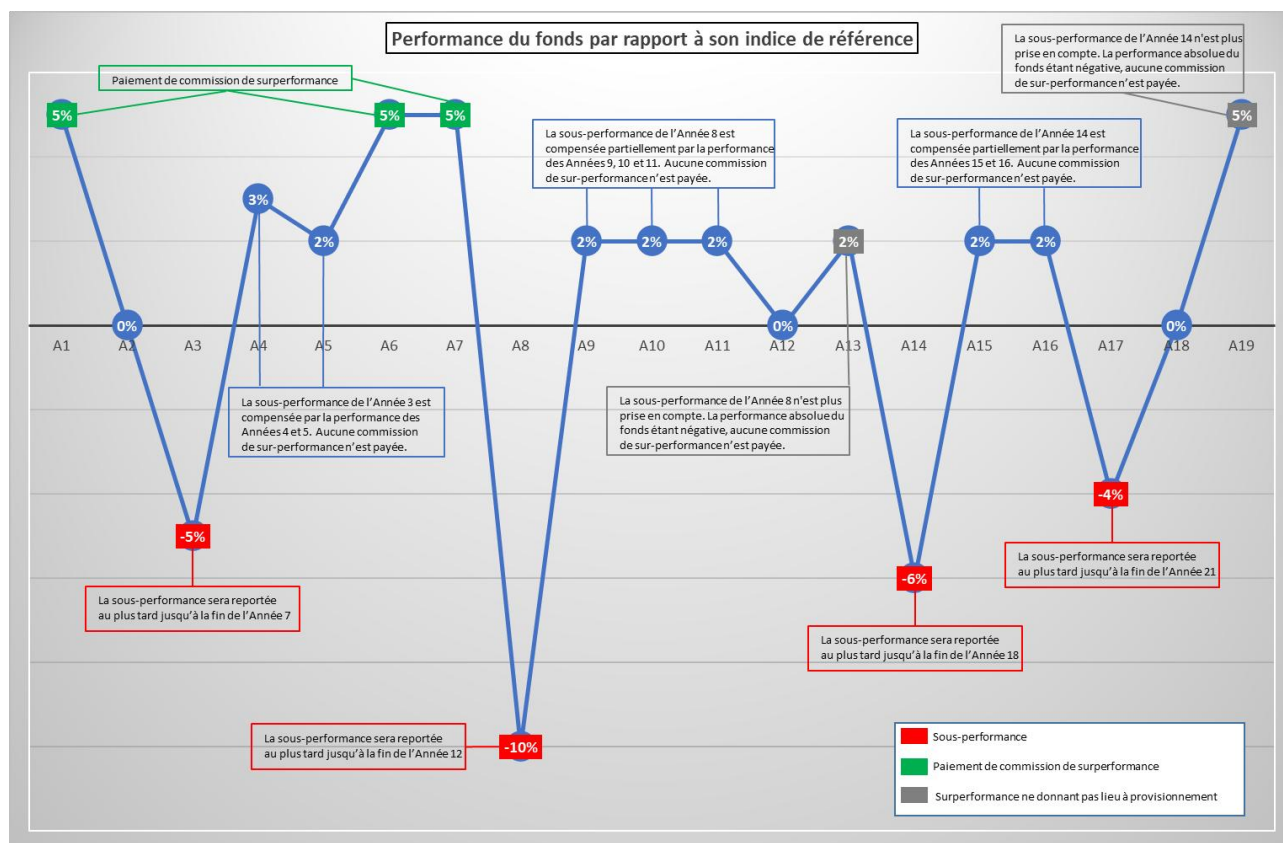 Performance du fonds par rapport à son indice de référence
La sous-performance de l'Année 14 n'est plus
prise en compte. La performance absolue du
fonds étant négative, aucune commission
de sur-performance n'est payée.
Paiement de commission de surperformance
5%
5%
5%
5%
La sous-performance de l'Année 8 est
compensée partiellement par la performance
des Années 9, 10 et 11. Aucune commission
de sur-performance n'est payée.
La sous-performance de l'Année 14 est
compensée partiellement par la performance
des Années 15 et 16. Aucune commission
de sur-performance n'est payée.
3%
2%
2%
2%
2%
2%
2%
2%
0%
0%
0%
A1
A2
A3
A4
A5
A6
A7
A8
A9
A10
A11
A12
A13
A14
A15
A16
A17
A18
A19
La sous-performance de l'Année 3 est
compensée par la performance des
Années 4 et 5. Aucune commission
de sur-performance n'est payée.
La sous-performance de l'Année 8 n'est plus
prise en compte. La performance absolue du
fonds étant négative, aucune commission
de sur-performance n'est payée.
-4%
-5%
La sous-performance sera reportée
au plus tard jusqu'à la fin de l'Année 21
-6%
La sous-performance sera reportée
au plus tard jusqu'à la fin de l'Année 7
La sous-performance sera reportée
au plus tard jusqu'à la fin de l'Année 18
La sous-performance sera reportée
au plus tard jusqu'à la fin de l'Année 12
-10%
Sous-performance
Paiement de commission de surperformance
Surperformance ne donnant pas lieu à provisionnement